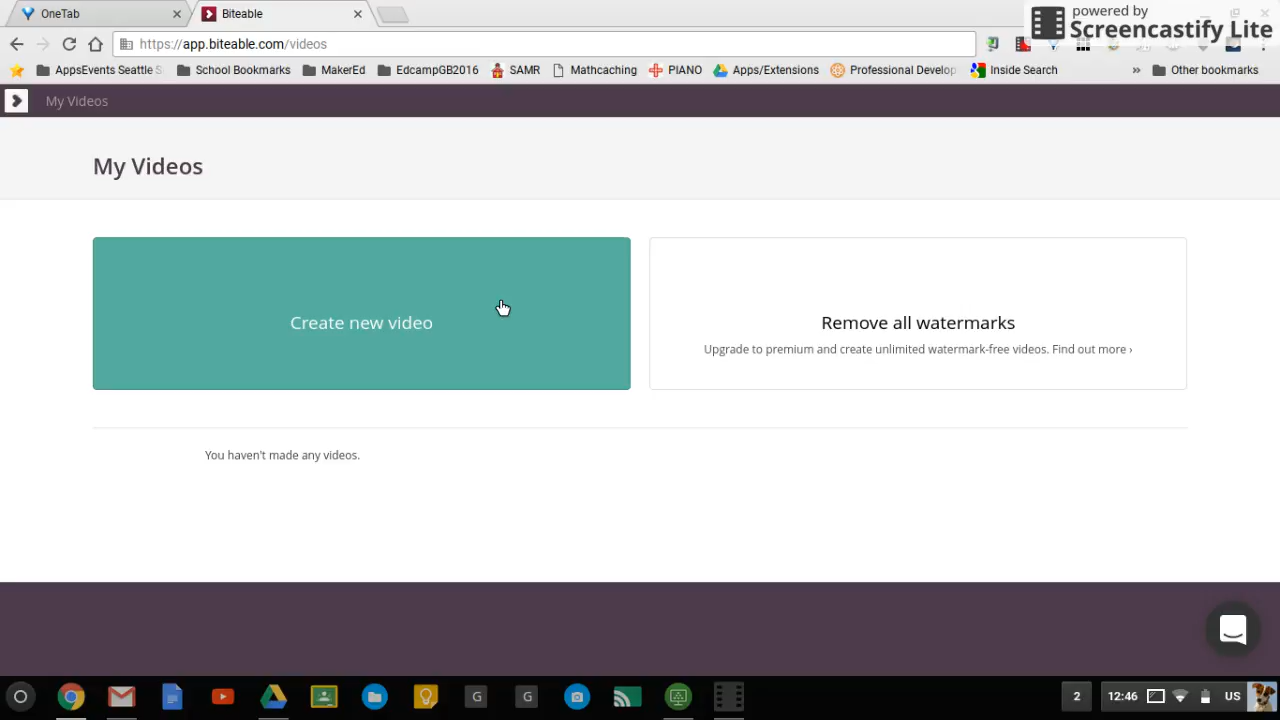 OneTab
Biteable
powered by
Screencastify Lite
https://app.biteable.com/videos
AppsEvents Seattle S
School Bookmarks
MakerEd
EdcampGB2016
SAMR
Mathcaching
PIANO
Apps/Extensions
Professional Develop
Inside Search
»
Other bookmarks
My Videos
My Videos
Create new video
Remove all watermarks
Upgrade to premium and create unlimited watermark-free videos. Find out more ›
You haven't made any videos.
G
G
2
12:46
US